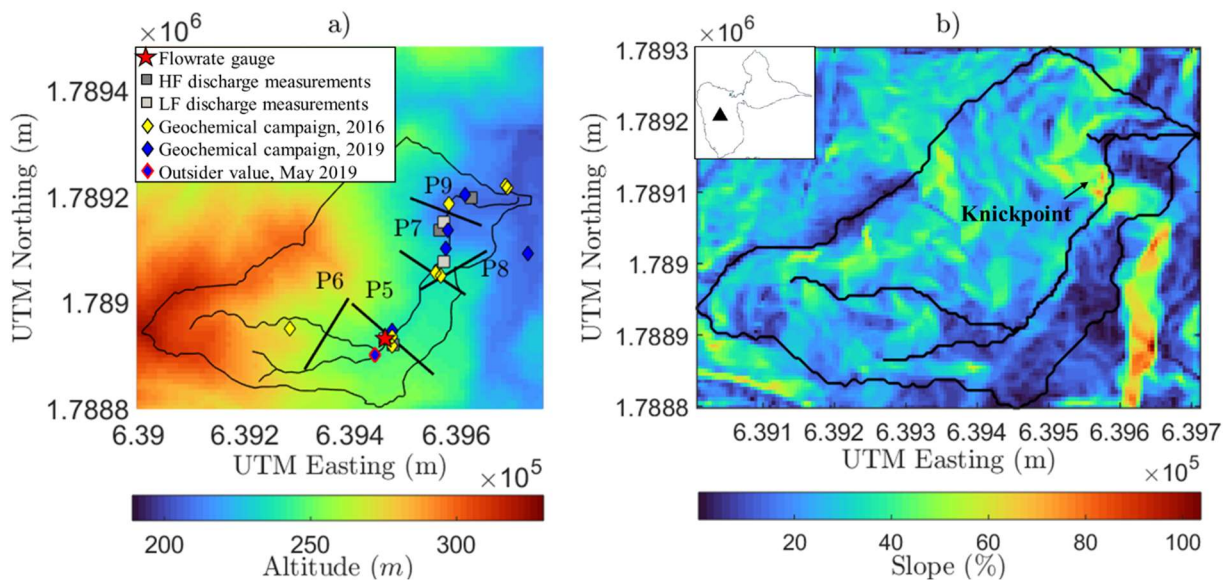 a)
×10⁶
Flowrate gauge
HF discharge measurements
LF discharge measurements
Geochemical campaign, 2016
Geochemical campaign, 2019
Outsider value, May 2019
1.7894
1.7892
1.789
1.7888
UTM Northing (m)
P9
P7
P8
P6
P5
6.39
6.392
6.394
6.396
UTM Easting (m)
×10⁵
200
250
300
Altitude (m)
b)
×10⁶
1.7893
1.7892
1.7891
1.789
1.7889
1.7888
UTM Northing (m)
Knickpoint
6.391
6.392
6.393
6.394
6.395
6.396
6.397
UTM Easting (m)
×10⁵
20
40
60
80
100
Slope (%)